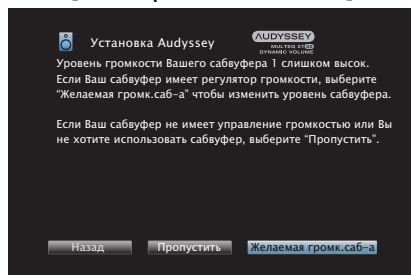 Установка Audyssey
AUDYSSEY
MULTEQ XT32
DYNAMIC VOLUME
Уровень громкости Вашего сабвуфера 1 слишком высок.
Если Ваш сабвуфер имеет регулятор громкости, выберите
“Желаемая громк.саб-а” чтобы изменить уровень сабвуфера.
Если Ваш сабвуфер не имеет управление громкостью или Вы
не хотите использовать сабвуфер, выберите “Пропустить”.
Назад Пропустить Желаемая громк.саб-а